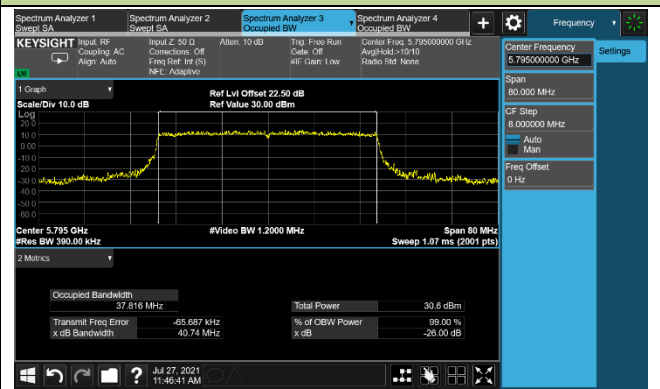 Spectrum Analyzer 1
Swept SA
Spectrum Analyzer 2
Swept SA
Spectrum Analyzer 3
Occupied BW
Spectrum Analyzer 4
Occupied BW
+
Frequency
KEYSIGHT
Input: RF
Coupling: AC
Align: Auto
Input Z: 50 Ω
Corrections: Off
Freq Ref: Int (S)
NFE: Adaptive
Atten: 10 dB
Trig: Free Run
Gate: Off
#IF Gain: Low
Center Freq: 5.795000000 GHz
Avg|Hold:>10/10
Radio Std: None
LXI
Center Frequency
5.795000000 GHz
Settings
Span
80.000 MHz
CF Step
8.000000 MHz
Auto
Man
Freq Offset
0 Hz
1 Graph
Scale/Div 10.0 dB
Ref Lvl Offset 22.50 dB
Ref Value 30.00 dBm
Log
20.0
10.0
0.00
-10.0
-20.0
-30.0
-40.0
-50.0
-60.0
Center 5.795 GHz
#Res BW 390.00 kHz
#Video BW 1.2000 MHz
Span 80 MHz
Sweep 1.07 ms (2001 pts)
2 Metrics
Occupied Bandwidth
37.816 MHz
Total Power 30.6 dBm
Transmit Freq Error -65.687 kHz
% of OBW Power 99.00 %
x dB Bandwidth 40.74 MHz
x dB -26.00 dB
?
Jul 27, 2021
11:46:41 AM